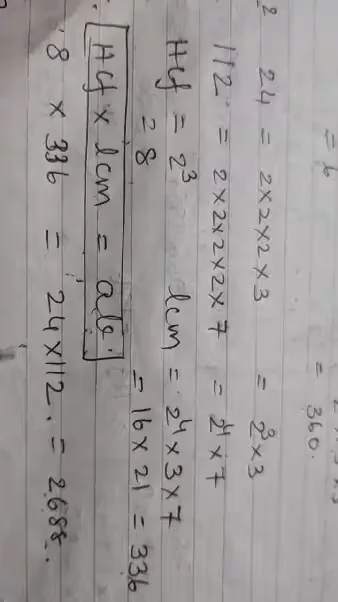 = 6
= 360.
2
24 = 2×2×2×3 = 2³×3
112 = 2×2×2×2×7 = 2⁴×7
Hcf = 2³ lcm = 2⁴×3×7
= 8 = 16×21 = 336
Hcf × lcm = a b
8 × 336 = 24×112. = 2688.